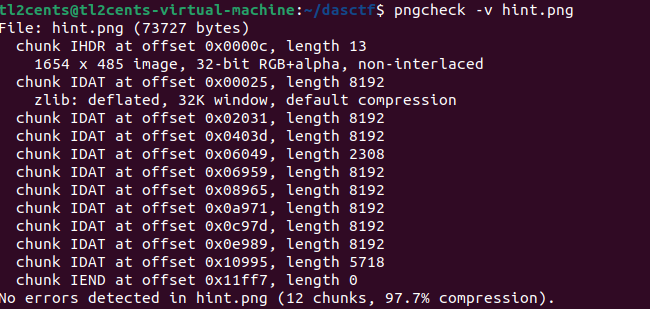 tl2cents@tl2cents-virtual-machine:~/dasctf$ pngcheck -v hint.png
File: hint.png (73727 bytes)
  chunk IHDR at offset 0x0000c, length 13
    1654 x 485 image, 32-bit RGB+alpha, non-interlaced
  chunk IDAT at offset 0x00025, length 8192
    zlib: deflated, 32K window, default compression
  chunk IDAT at offset 0x02031, length 8192
  chunk IDAT at offset 0x0403d, length 8192
  chunk IDAT at offset 0x06049, length 2308
  chunk IDAT at offset 0x06959, length 8192
  chunk IDAT at offset 0x08965, length 8192
  chunk IDAT at offset 0x0a971, length 8192
  chunk IDAT at offset 0x0c97d, length 8192
  chunk IDAT at offset 0x0e989, length 8192
  chunk IDAT at offset 0x10995, length 5718
  chunk IEND at offset 0x11ff7, length 0
No errors detected in hint.png (12 chunks, 97.7% compression).